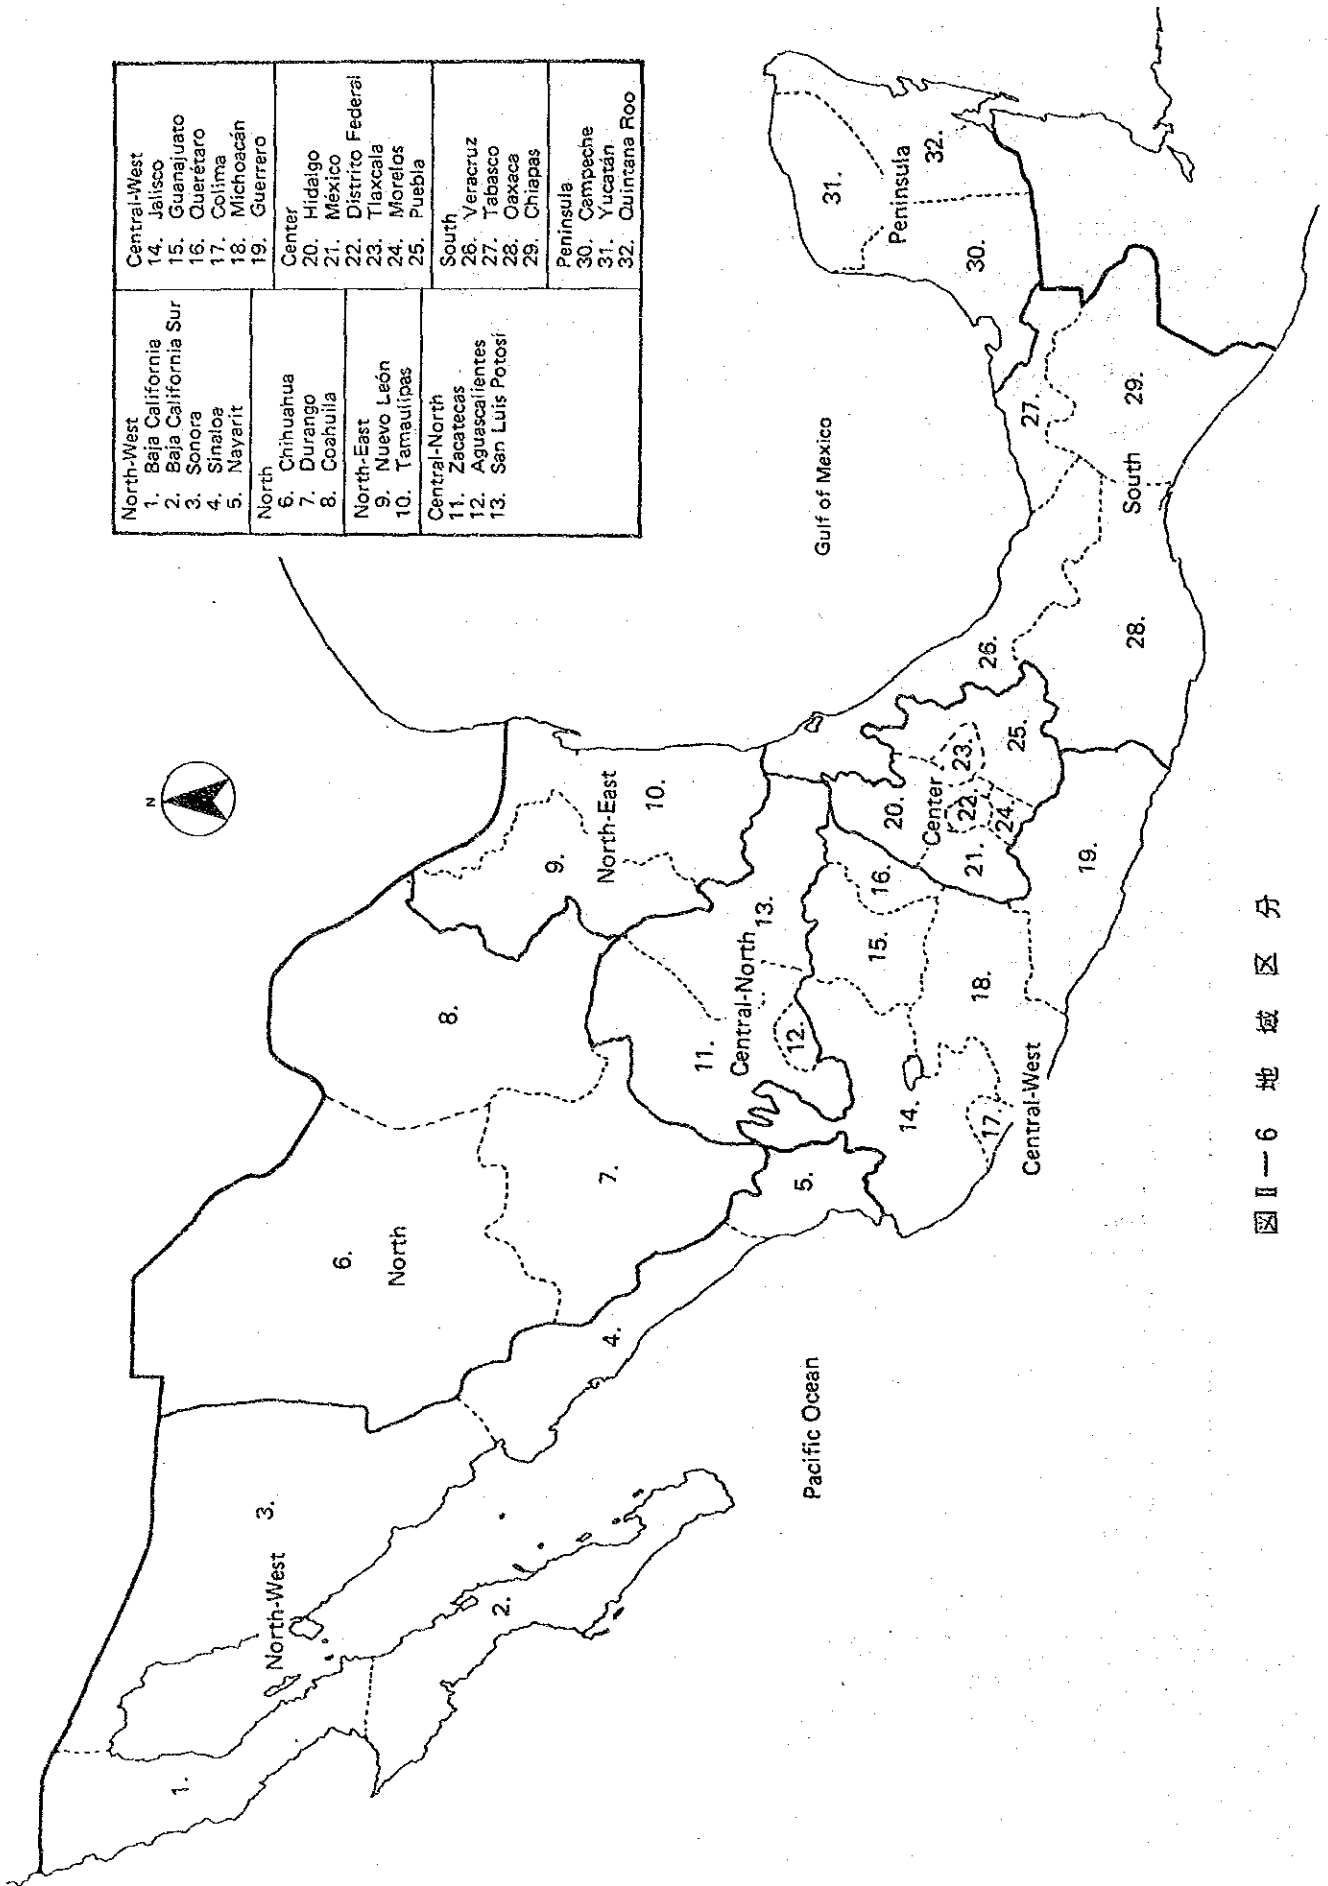 North-West
1. Baja California
2. Baja California Sur
3. Sonora
4. Sinaloa
5. Nayarit
North
6. Chihuahua
7. Durango
8. Coahuila
North-East
9. Nuevo León
10. Tamaulipas
Central-North
11. Zacatecas
12. Aguascalientes
13. San Luis Potosí
Central-West
14. Jalisco
15. Guanajuato
16. Querétaro
17. Colima
18. Michoacán
19. Guerrero
Center
20. Hidalgo
21. México
22. Distrito Federal
23. Tlaxcala
24. Morelos
25. Puebla
South
26. Veracruz
27. Tabasco
28. Oaxaca
29. Chiapas
Peninsula
30. Campeche
31. Yucatán
32. Quintana Roo
N
1.
North-West
3.
2.
6.
North
8.
7.
4.
9.
North-East
10.
5.
11.
Central-North
12.
13.
14.
15.
16.
17.
18.
Central-West
19.
20.
Center
21.
22.
23.
24.
25.
26.
27.
28.
South
29.
30.
Peninsula
31.
32.
Gulf of Mexico
Pacific Ocean
図Ⅱ－6 地域区分